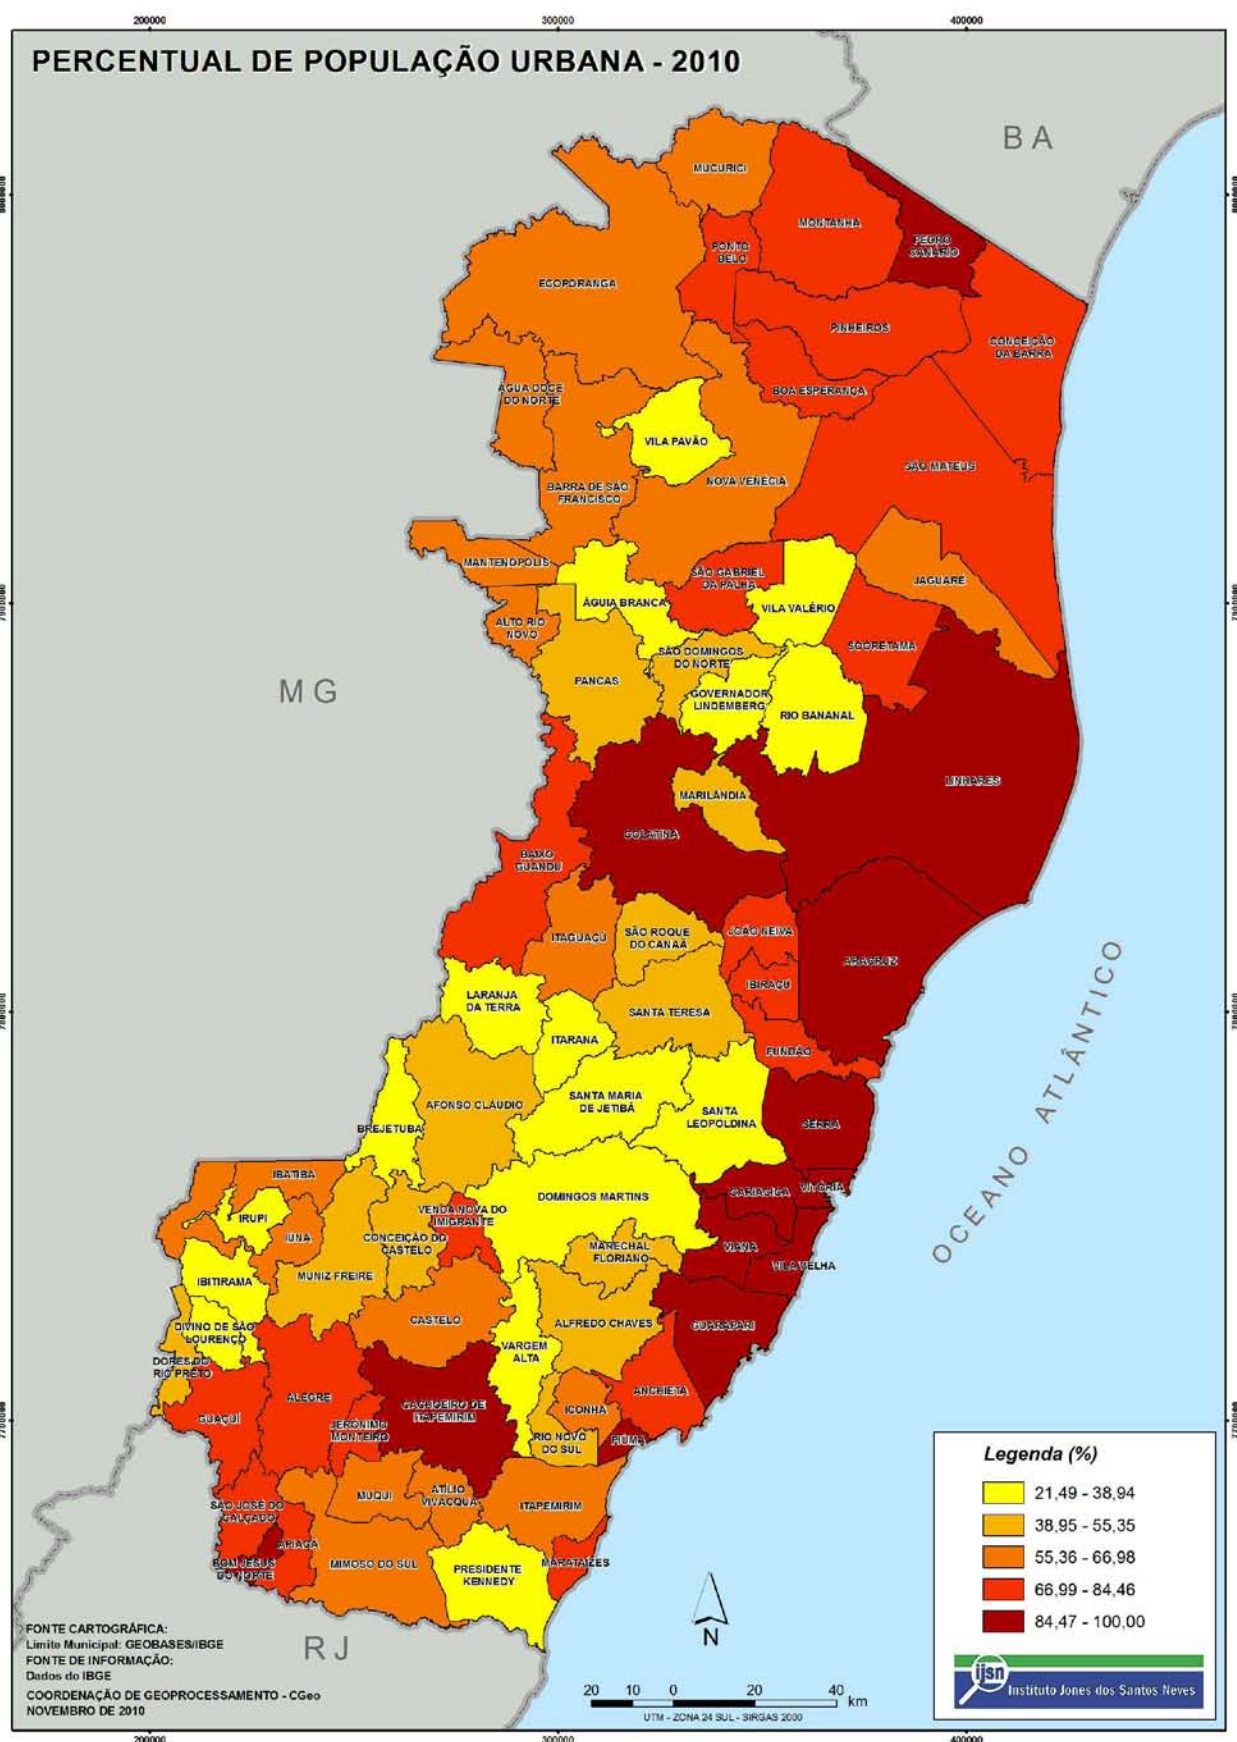 200000
300000
400000
PERCENTUAL DE POPULAÇÃO URBANA - 2010
BA
MUCURICI
MONTANHA
PEDRO
CANÁRIO
PONTO
BELO
ECOPORANGA
PINHEIROS
CONCEIÇÃO
DA BARRA
ÁGUA DOCE
DO NORTE
BOA ESPERANÇA
VILA PAVÃO
SÃO MATEUS
NOVA VENÉCIA
BARRA DE SÃO
FRANCISCO
MANTENÓPOLIS
SÃO GABRIEL
DA PALHA
JAGUARÉ
ÁGUIA BRANCA
VILA VALÉRIO
ALTO RIO
NOVO
SOORETAMA
SÃO DOMINGOS
DO NORTE
PANCAS
MG
GOVERNADOR
LINDEMBERG
RIO BANANAL
LINHARES
MARILÂNDIA
COLATINA
BAIXO
GUANDU
ITAGUAÇÚ
SÃO ROQUE
DO CANAÃ
JOÃO NEIVA
ARACRUZ
IBIRAÇU
LARANJA
DA TERRA
SANTA TERESA
ITARANA
FUNDÃO
OCEANO ATLÂNTICO
AFONSO CLÁUDIO
SANTA MARIA
DE JETIBÁ
SANTA
LEOPOLDINA
SERRA
BREJETUBA
IBATIBA
DOMINGOS MARTINS
CARIACICA
VITÓRIA
VENDA NOVA DO
IMIGRANTE
IRUPI
IUNA
CONCEIÇÃO DO
CASTELO
MARECHAL
FLORIANO
VIANA
VILA VELHA
IBITIRAMA
MUNIZ FREIRE
DIVINO DE SÃO
LOURENÇO
CASTELO
ALFREDO CHAVES
GUARAPARI
VARGEM
ALTA
DORES DO
RIO PRETO
ALEGRE
ANCHIETA
GUAÇUÍ
CACHOEIRO DE
ITAPEMIRIM
ICONHA
JERÔNIMO
MONTEIRO
RIO NOVO
DO SUL
PIÚMA
MUQUI
ATÍLIO
VIVÁCQUA
ITAPEMIRIM
SÃO JOSÉ DO
CALÇADO
APIACÁ
BOM JESUS
DO NORTE
MIMOSO DO SUL
PRESIDENTE
KENNEDY
MARATAÍZES
RJ
Legenda (%)
21,49 - 38,94
38,95 - 55,35
55,36 - 66,98
66,99 - 84,46
84,47 - 100,00
ijsn
Instituto Jones dos Santos Neves
N
20 10 0 20 40
km
UTM - ZONA 24 SUL - SIRGAS 2000
FONTE CARTOGRÁFICA:
Limite Municipal: GEOBASES/IBGE
FONTE DE INFORMAÇÃO:
Dados do IBGE
COORDENAÇÃO DE GEOPROCESSAMENTO - CGeo
NOVEMBRO DE 2010
200000
300000
400000